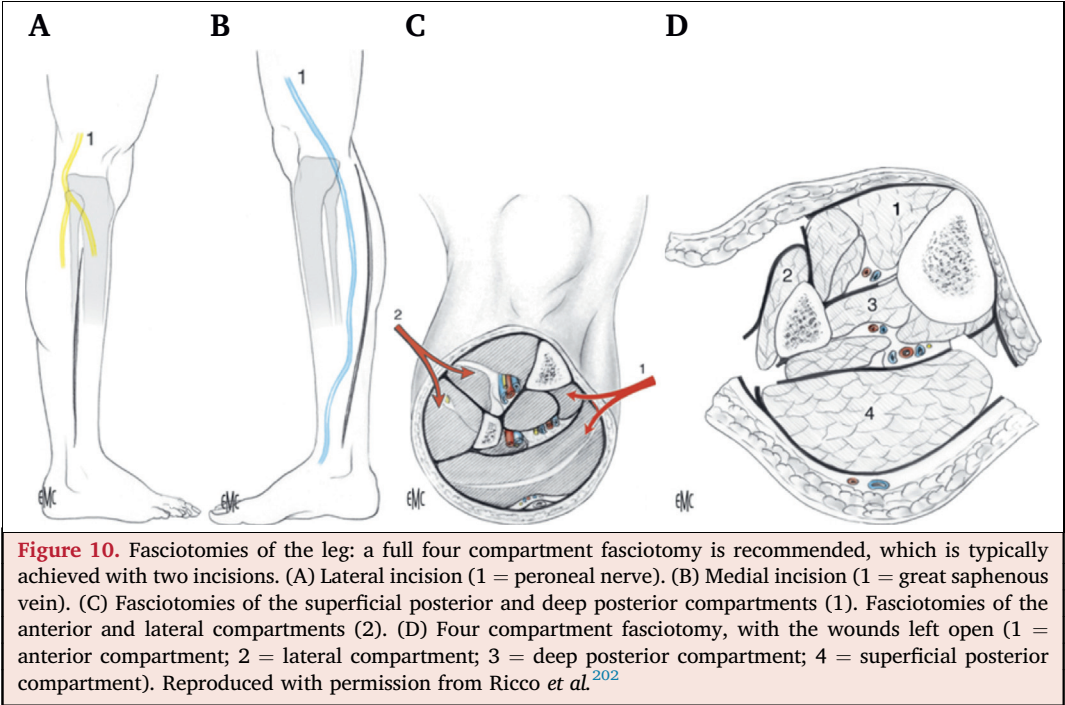 A
B
C
D
1
1
2
1
1
2
3
4
EMC
EMC
EMC
EMC
Figure 10. Fasciotomies of the leg: a full four compartment fasciotomy is recommended, which is typically
achieved with two incisions. (A) Lateral incision (1 = peroneal nerve). (B) Medial incision (1 = great saphenous
vein). (C) Fasciotomies of the superficial posterior and deep posterior compartments (1). Fasciotomies of the
anterior and lateral compartments (2). (D) Four compartment fasciotomy, with the wounds left open (1 =
anterior compartment; 2 = lateral compartment; 3 = deep posterior compartment; 4 = superficial posterior
compartment). Reproduced with permission from Ricco et al.202